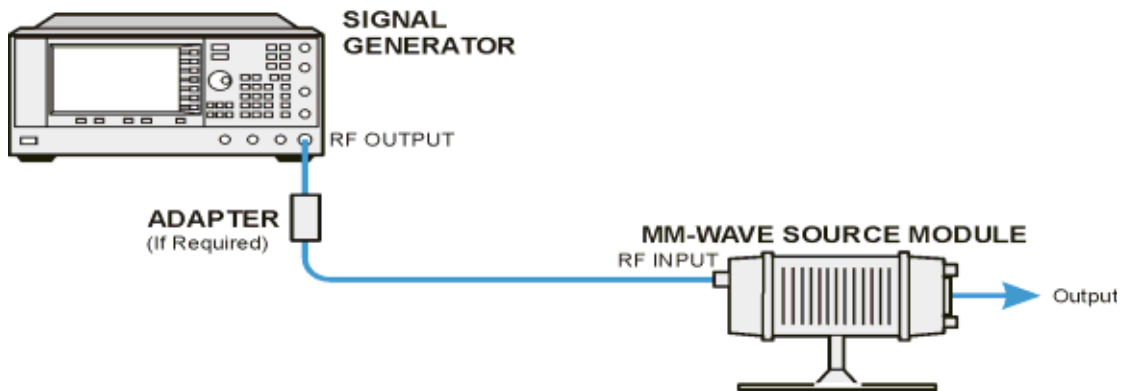 SIGNAL
GENERATOR
RF OUTPUT
ADAPTER
(If Required)
MM-WAVE SOURCE MODULE
RF INPUT
Output